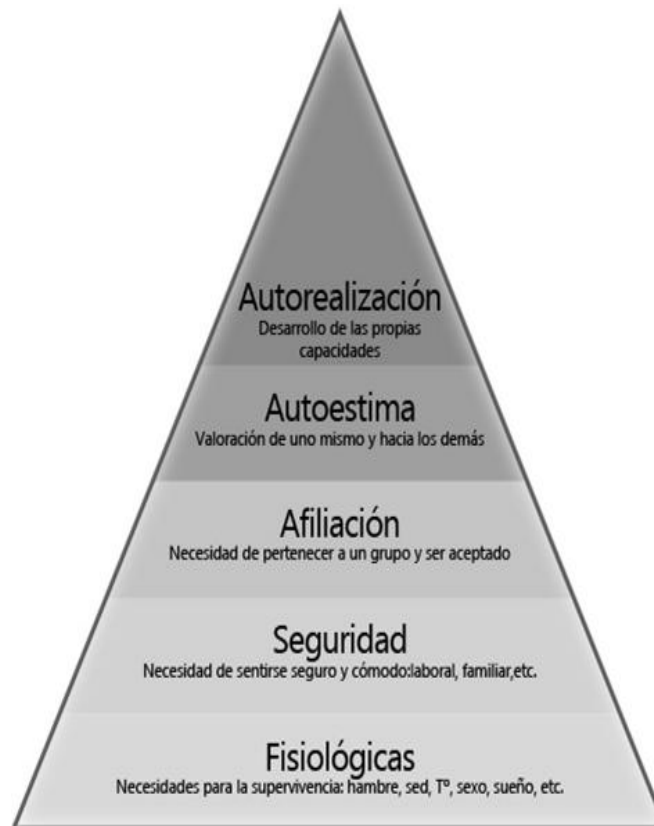 Autorealización
Desarrollo de las propias
capacidades
Autoestima
Valoración de uno mismo y hacia los demás
Afiliación
Necesidad de pertenecer a un grupo y ser aceptado
Seguridad
Necesidad de sentirse seguro y cómodo:laboral, familiar,etc.
Fisiológicas
Necesidades para la supervivencia: hambre, sed, Tº, sexo, sueño, etc.